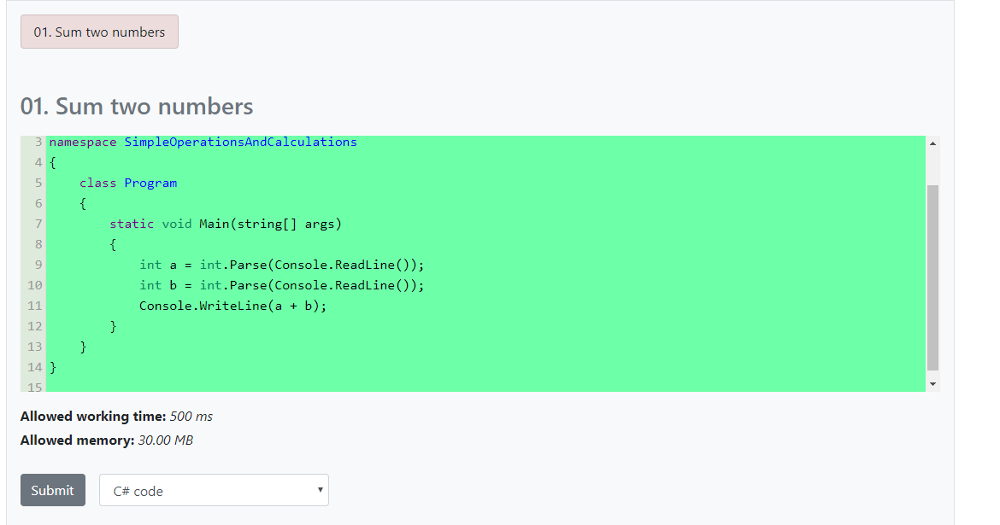 01. Sum two numbers
01. Sum two numbers
3 namespace SimpleOperationsAndCalculations
4 {
5     class Program
6     {
7         static void Main(string[] args)
8         {
9             int a = int.Parse(Console.ReadLine());
10             int b = int.Parse(Console.ReadLine());
11             Console.WriteLine(a + b);
12         }
13     }
14 }
15
Allowed working time: 500 ms
Allowed memory: 30.00 MB
Submit C# code